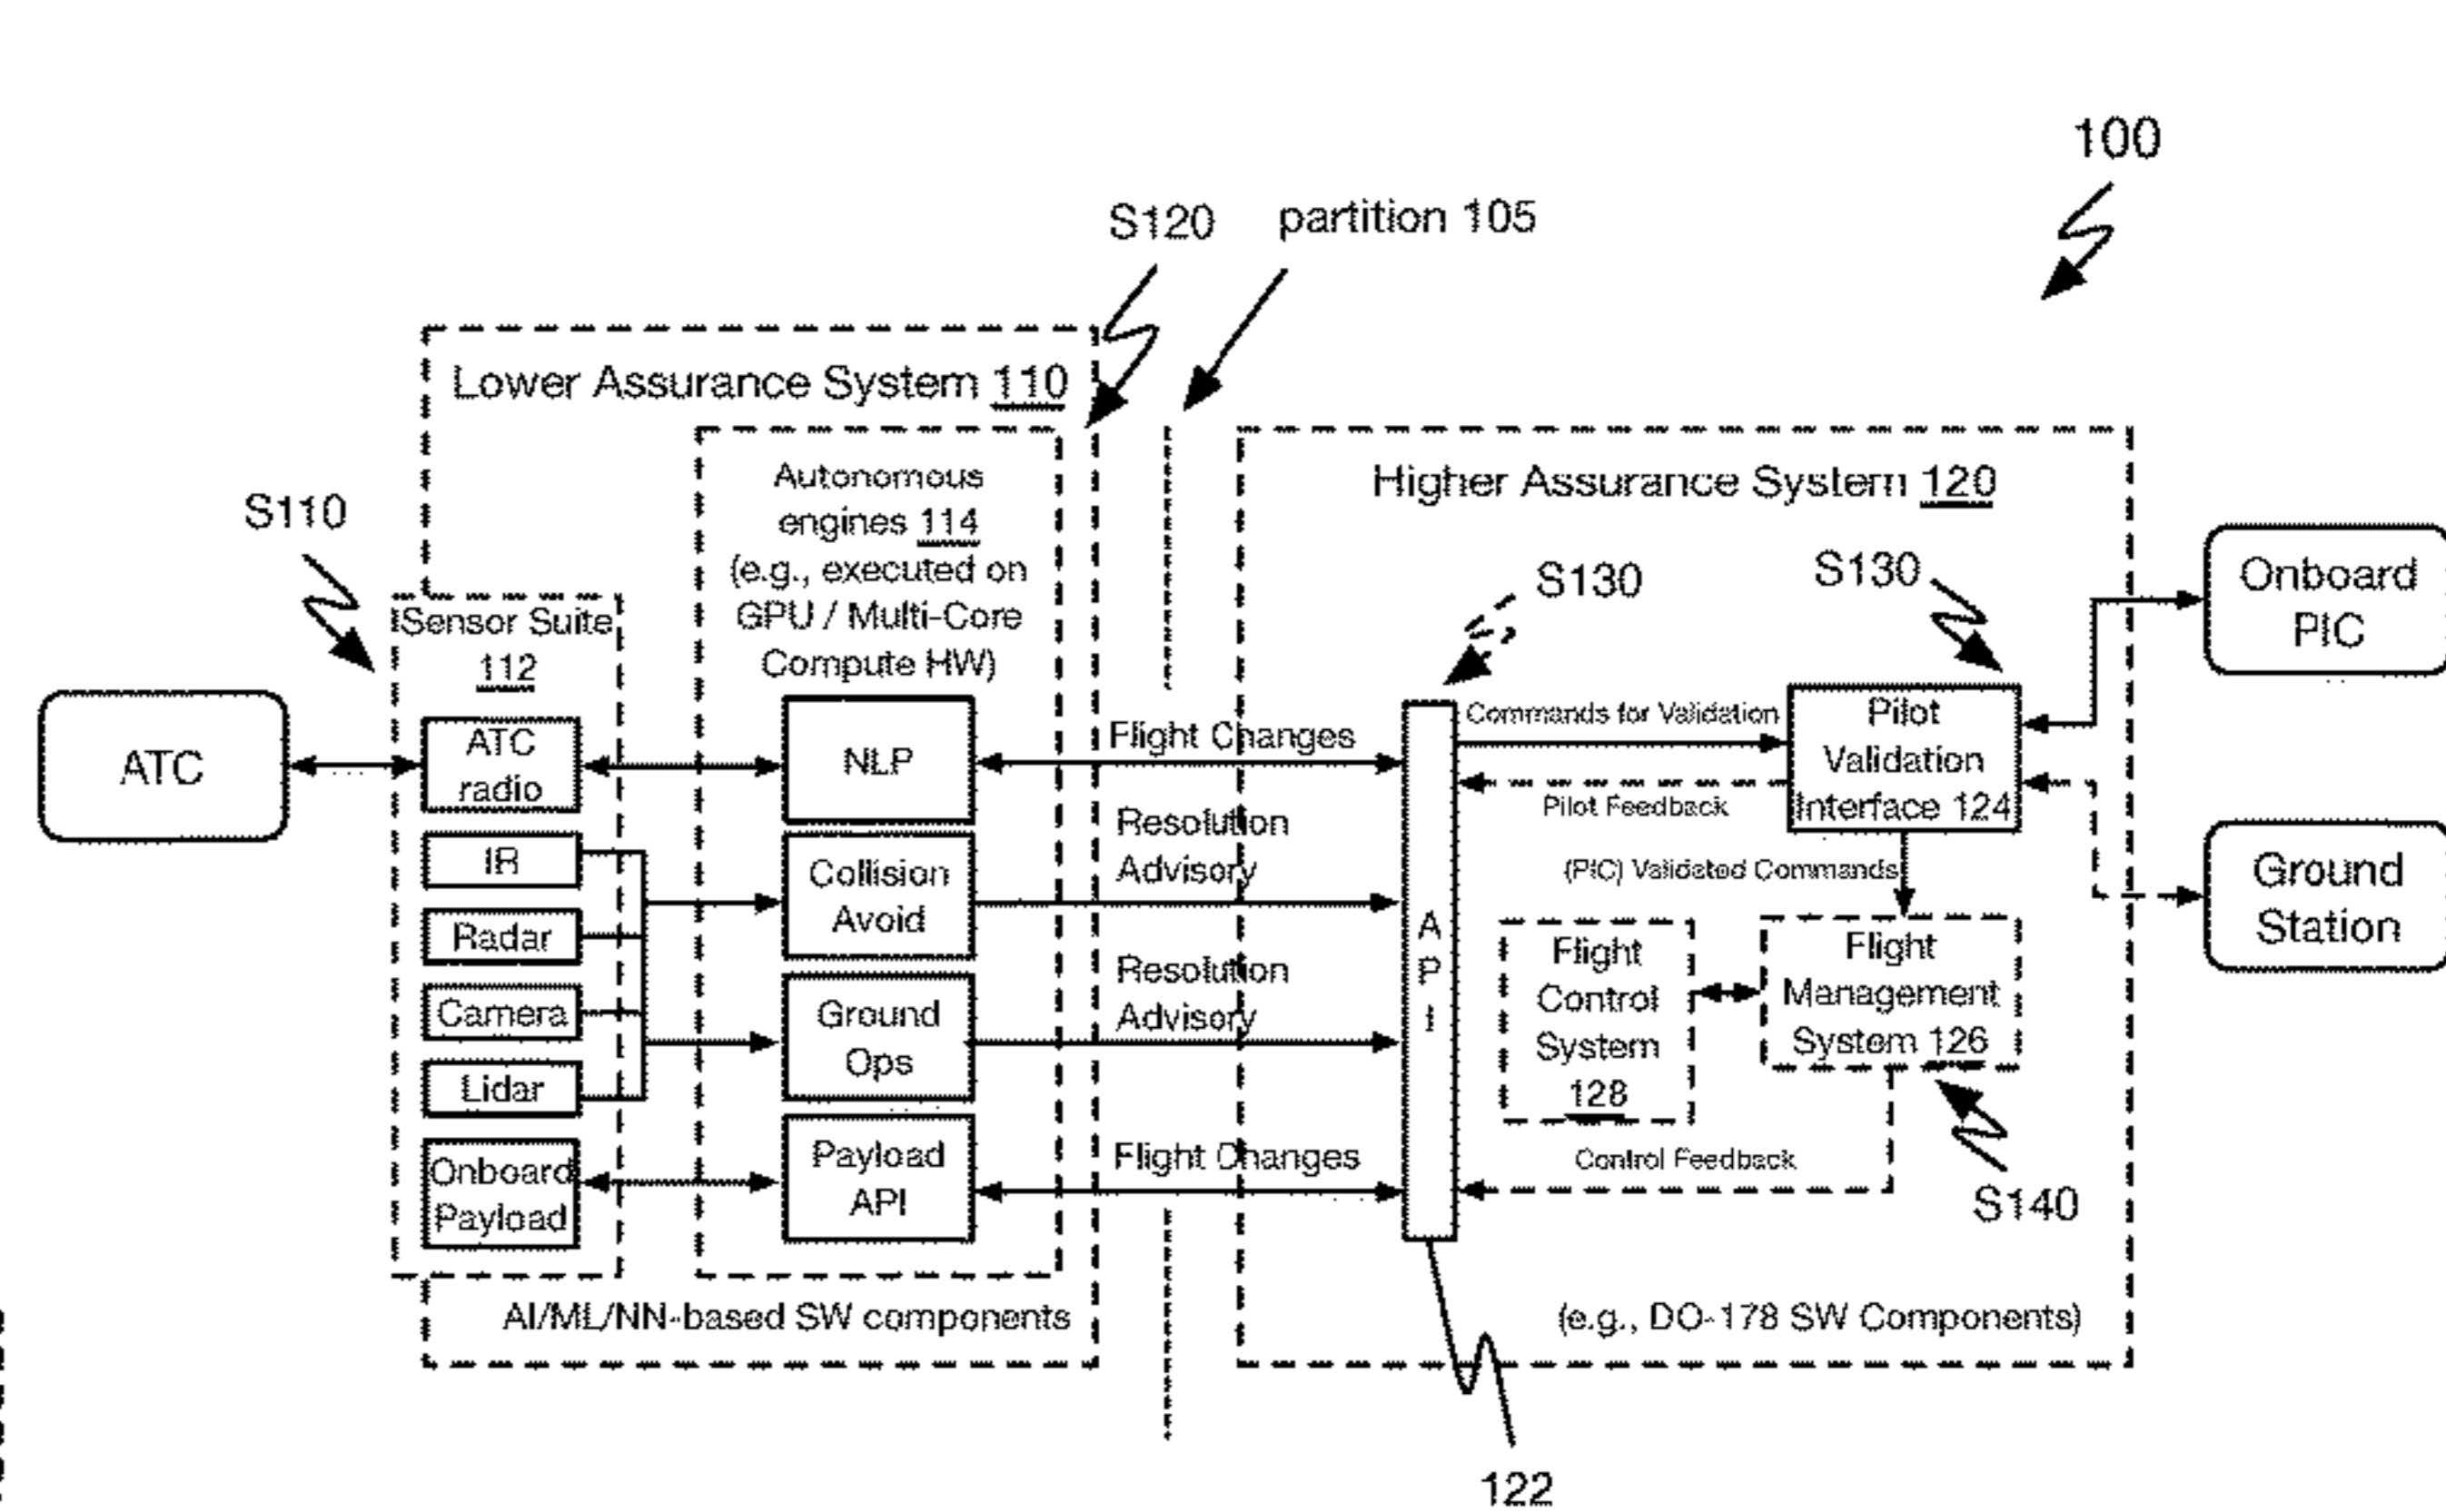 100
S120
partition 105
Lower Assurance System 110
Autonomous
engines 114
(e.g., executed on
GPU / Multi-Core
Compute HW)
S110
Sensor Suite
112
ATC
ATC
radio
IR
Radar
Camera
Lidar
Onboard
Payload
NLP
Collision
Avoid
Ground
Ops
Payload
API
AI/ML/NN-based SW components
Flight Changes
Resolution
Advisory
Resolution
Advisory
Flight Changes
Higher Assurance System 120
S130
S130
API
Commands for Validation
Pilot Feedback
Pilot
Validation
Interface 124
(PIC) Validated Commands
Flight
Control
System
128
Flight
Management
System 126
Control Feedback
S140
(e.g., DO-178 SW Components)
122
Onboard
PIC
Ground
Station